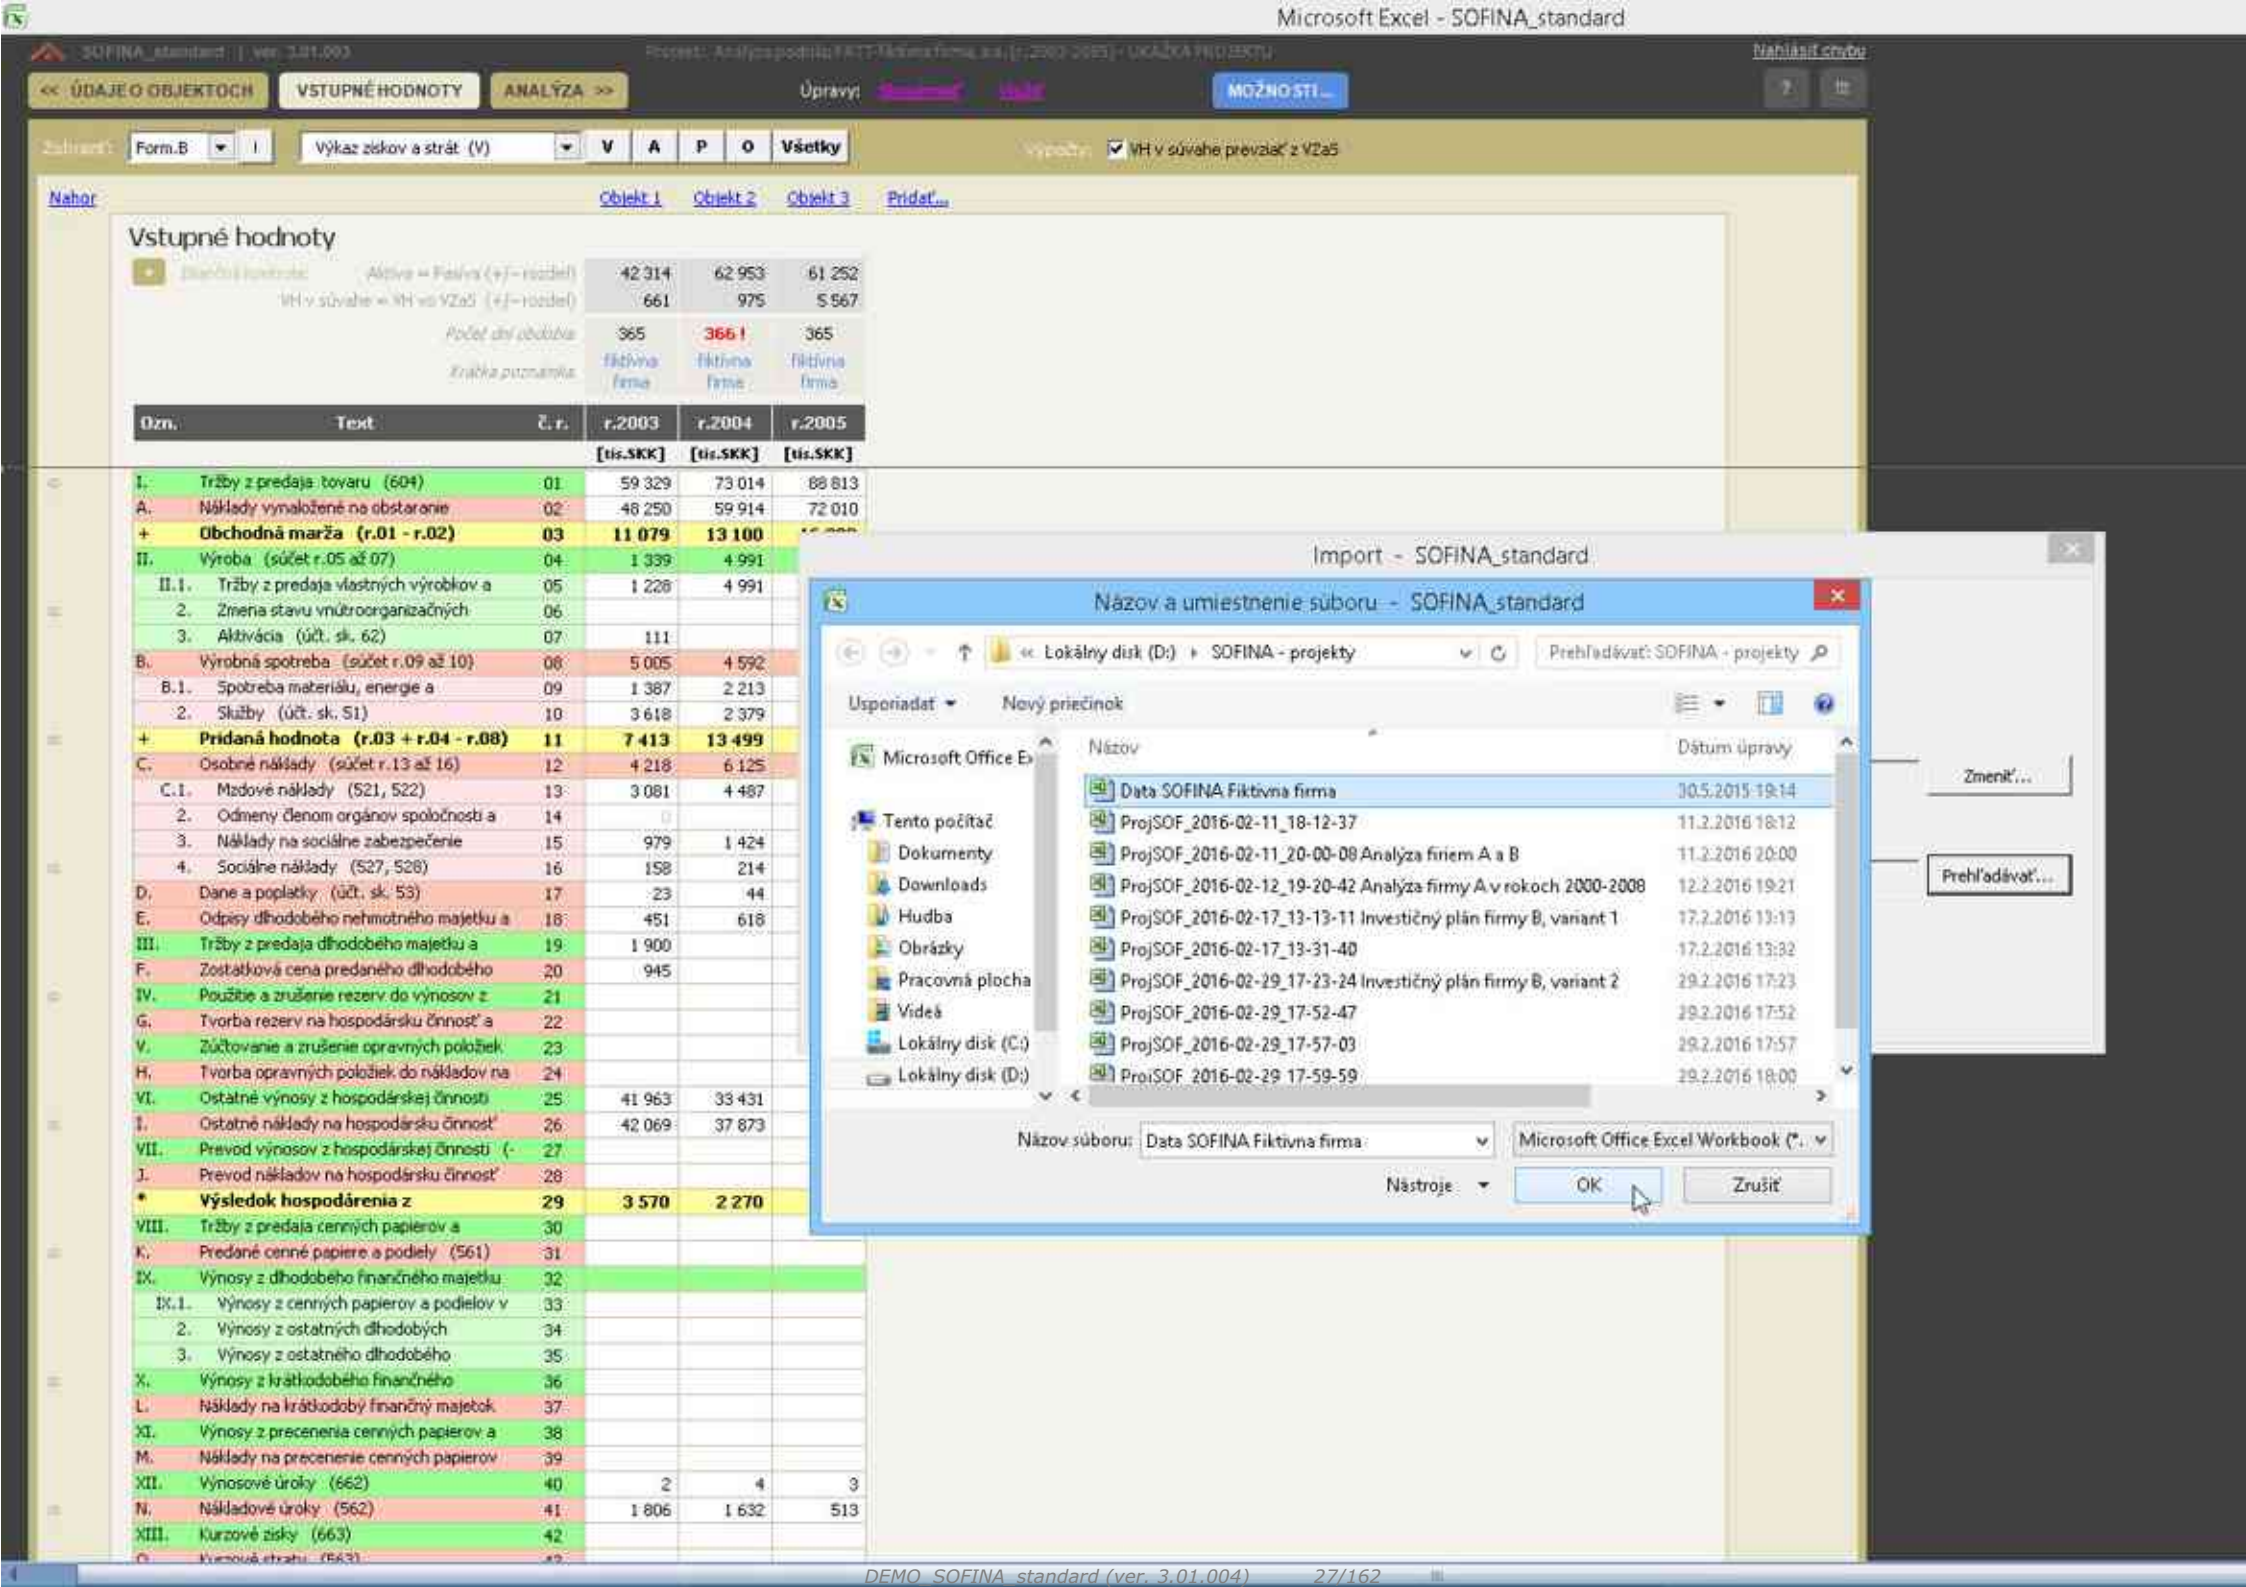 Microsoft Excel - SOFINA_standard
SOFINA_standard | ver. 3.01.003
UKÁŽKA PROJEKTU
Nahlásiť chybu
<< ÚDAJE O OBJEKTOCH VSTUPNÉ HODNOTY ANALÝZA >> Úpravy: MOŽNOSTI... ?
Zobraziť: Form.B I Výkaz ziskov a strát (V) V A P O Všetky Výpočty: VH v súvahe prevziať z VZaS
Nahor Objekt 1 Objekt 2 Objekt 3 Pridať...
Vstupné hodnoty
Aktíva = Pasíva (+/- rozdiel) 42 314 62 953 61 252
VH v súvahe = VH vo VZaS (+/- rozdiel) 661 975 5 567
Počet dní obdobia 365 366 ! 365
Krátka poznámka fiktívna firma fiktívna firma fiktívna firma
Ozn. Text č. r. r.2003 r.2004 r.2005
[tis.SKK] [tis.SKK] [tis.SKK]
I. Tržby z predaja tovaru (604) 01 59 329 73 014 88 813
A. Náklady vynaložené na obstaranie 02 48 250 59 914 72 010
+ Obchodná marža (r.01 - r.02) 03 11 079 13 100
II. Výroba (súčet r.05 až 07) 04 1 339 4 991
II.1. Tržby z predaja vlastných výrobkov a 05 1 228 4 991
2. Zmena stavu vnútroorganizačných 06
3. Aktivácia (účt. sk. 62) 07 111
B. Výrobná spotreba (súčet r.09 až 10) 08 5 005 4 592
B.1. Spotreba materiálu, energie a 09 1 387 2 213
2. Služby (účt. sk. 51) 10 3 618 2 379
+ Pridaná hodnota (r.03 + r.04 - r.08) 11 7 413 13 499
C. Osobné náklady (súčet r.13 až 16) 12 4 218 6 125
C.1. Mzdové náklady (521, 522) 13 3 081 4 487
2. Odmeny členom orgánov spoločnosti a 14 0
3. Náklady na sociálne zabezpečenie 15 979 1 424
4. Sociálne náklady (527, 528) 16 158 214
D. Dane a poplatky (účt. sk. 53) 17 23 44
E. Odpisy dlhodobého nehmotného majetku a 18 451 618
III. Tržby z predaja dlhodobého majetku a 19 1 900
F. Zostatková cena predaného dlhodobého 20 945
IV. Použitie a zrušenie rezerv do výnosov z 21
G. Tvorba rezerv na hospodársku činnosť a 22
V. Zúčtovanie a zrušenie opravných položiek 23
H. Tvorba opravných položiek do nákladov na 24
VI. Ostatné výnosy z hospodárskej činnosti 25 41 963 33 431
I. Ostatné náklady na hospodársku činnosť 26 42 069 37 873
VII. Prevod výnosov z hospodárskej činnosti (- 27
J. Prevod nákladov na hospodársku činnosť 28
* Výsledok hospodárenia z 29 3 570 2 270
VIII. Tržby z predaja cenných papierov a 30
K. Predané cenné papiere a podiely (561) 31
IX. Výnosy z dlhodobého finančného majetku 32
IX.1. Výnosy z cenných papierov a podielov v 33
2. Výnosy z ostatných dlhodobých 34
3. Výnosy z ostatného dlhodobého 35
X. Výnosy z krátkodobého finančného 36
L. Náklady na krátkodobý finančný majetok 37
XI. Výnosy z precenenia cenných papierov a 38
M. Náklady na precenenie cenných papierov 39
XII. Výnosové úroky (662) 40 2 4 3
N. Nákladové úroky (562) 41 1 806 1 632 513
XIII. Kurzové zisky (663) 42
O. Kurzové straty (563) 43
Import - SOFINA_standard
Názov a umiestnenie súboru - SOFINA_standard
« Lokálny disk (D:) SOFINA - projekty Prehľadávať: SOFINA - projekty
Usporiadať Nový priečinok
Microsoft Office Ex
Tento počítač
Dokumenty
Downloads
Hudba
Obrázky
Pracovná plocha
Videá
Lokálny disk (C:)
Lokálny disk (D:)
Názov Dátum úpravy
Data SOFINA Fiktívna firma 30.5.2015 19:14
ProjSOF_2016-02-11_18-12-37 11.2.2016 18:12
ProjSOF_2016-02-11_20-00-08 Analýza firiem A a B 11.2.2016 20:00
ProjSOF_2016-02-12_19-20-42 Analýza firmy A v rokoch 2000-2008 12.2.2016 19:21
ProjSOF_2016-02-17_13-13-11 Investičný plán firmy B, variant 1 17.2.2016 13:13
ProjSOF_2016-02-17_13-31-40 17.2.2016 13:32
ProjSOF_2016-02-29_17-23-24 Investičný plán firmy B, variant 2 29.2.2016 17:23
ProjSOF_2016-02-29_17-52-47 29.2.2016 17:52
ProjSOF_2016-02-29_17-57-03 29.2.2016 17:57
ProjSOF_2016-02-29_17-59-59 29.2.2016 18:00
Názov súboru: Data SOFINA Fiktívna firma Microsoft Office Excel Workbook (*.
Nástroje OK Zrušiť
Zmeniť...
Prehľadávať...
DEMO SOFINA standard (ver. 3.01.004) 27/162